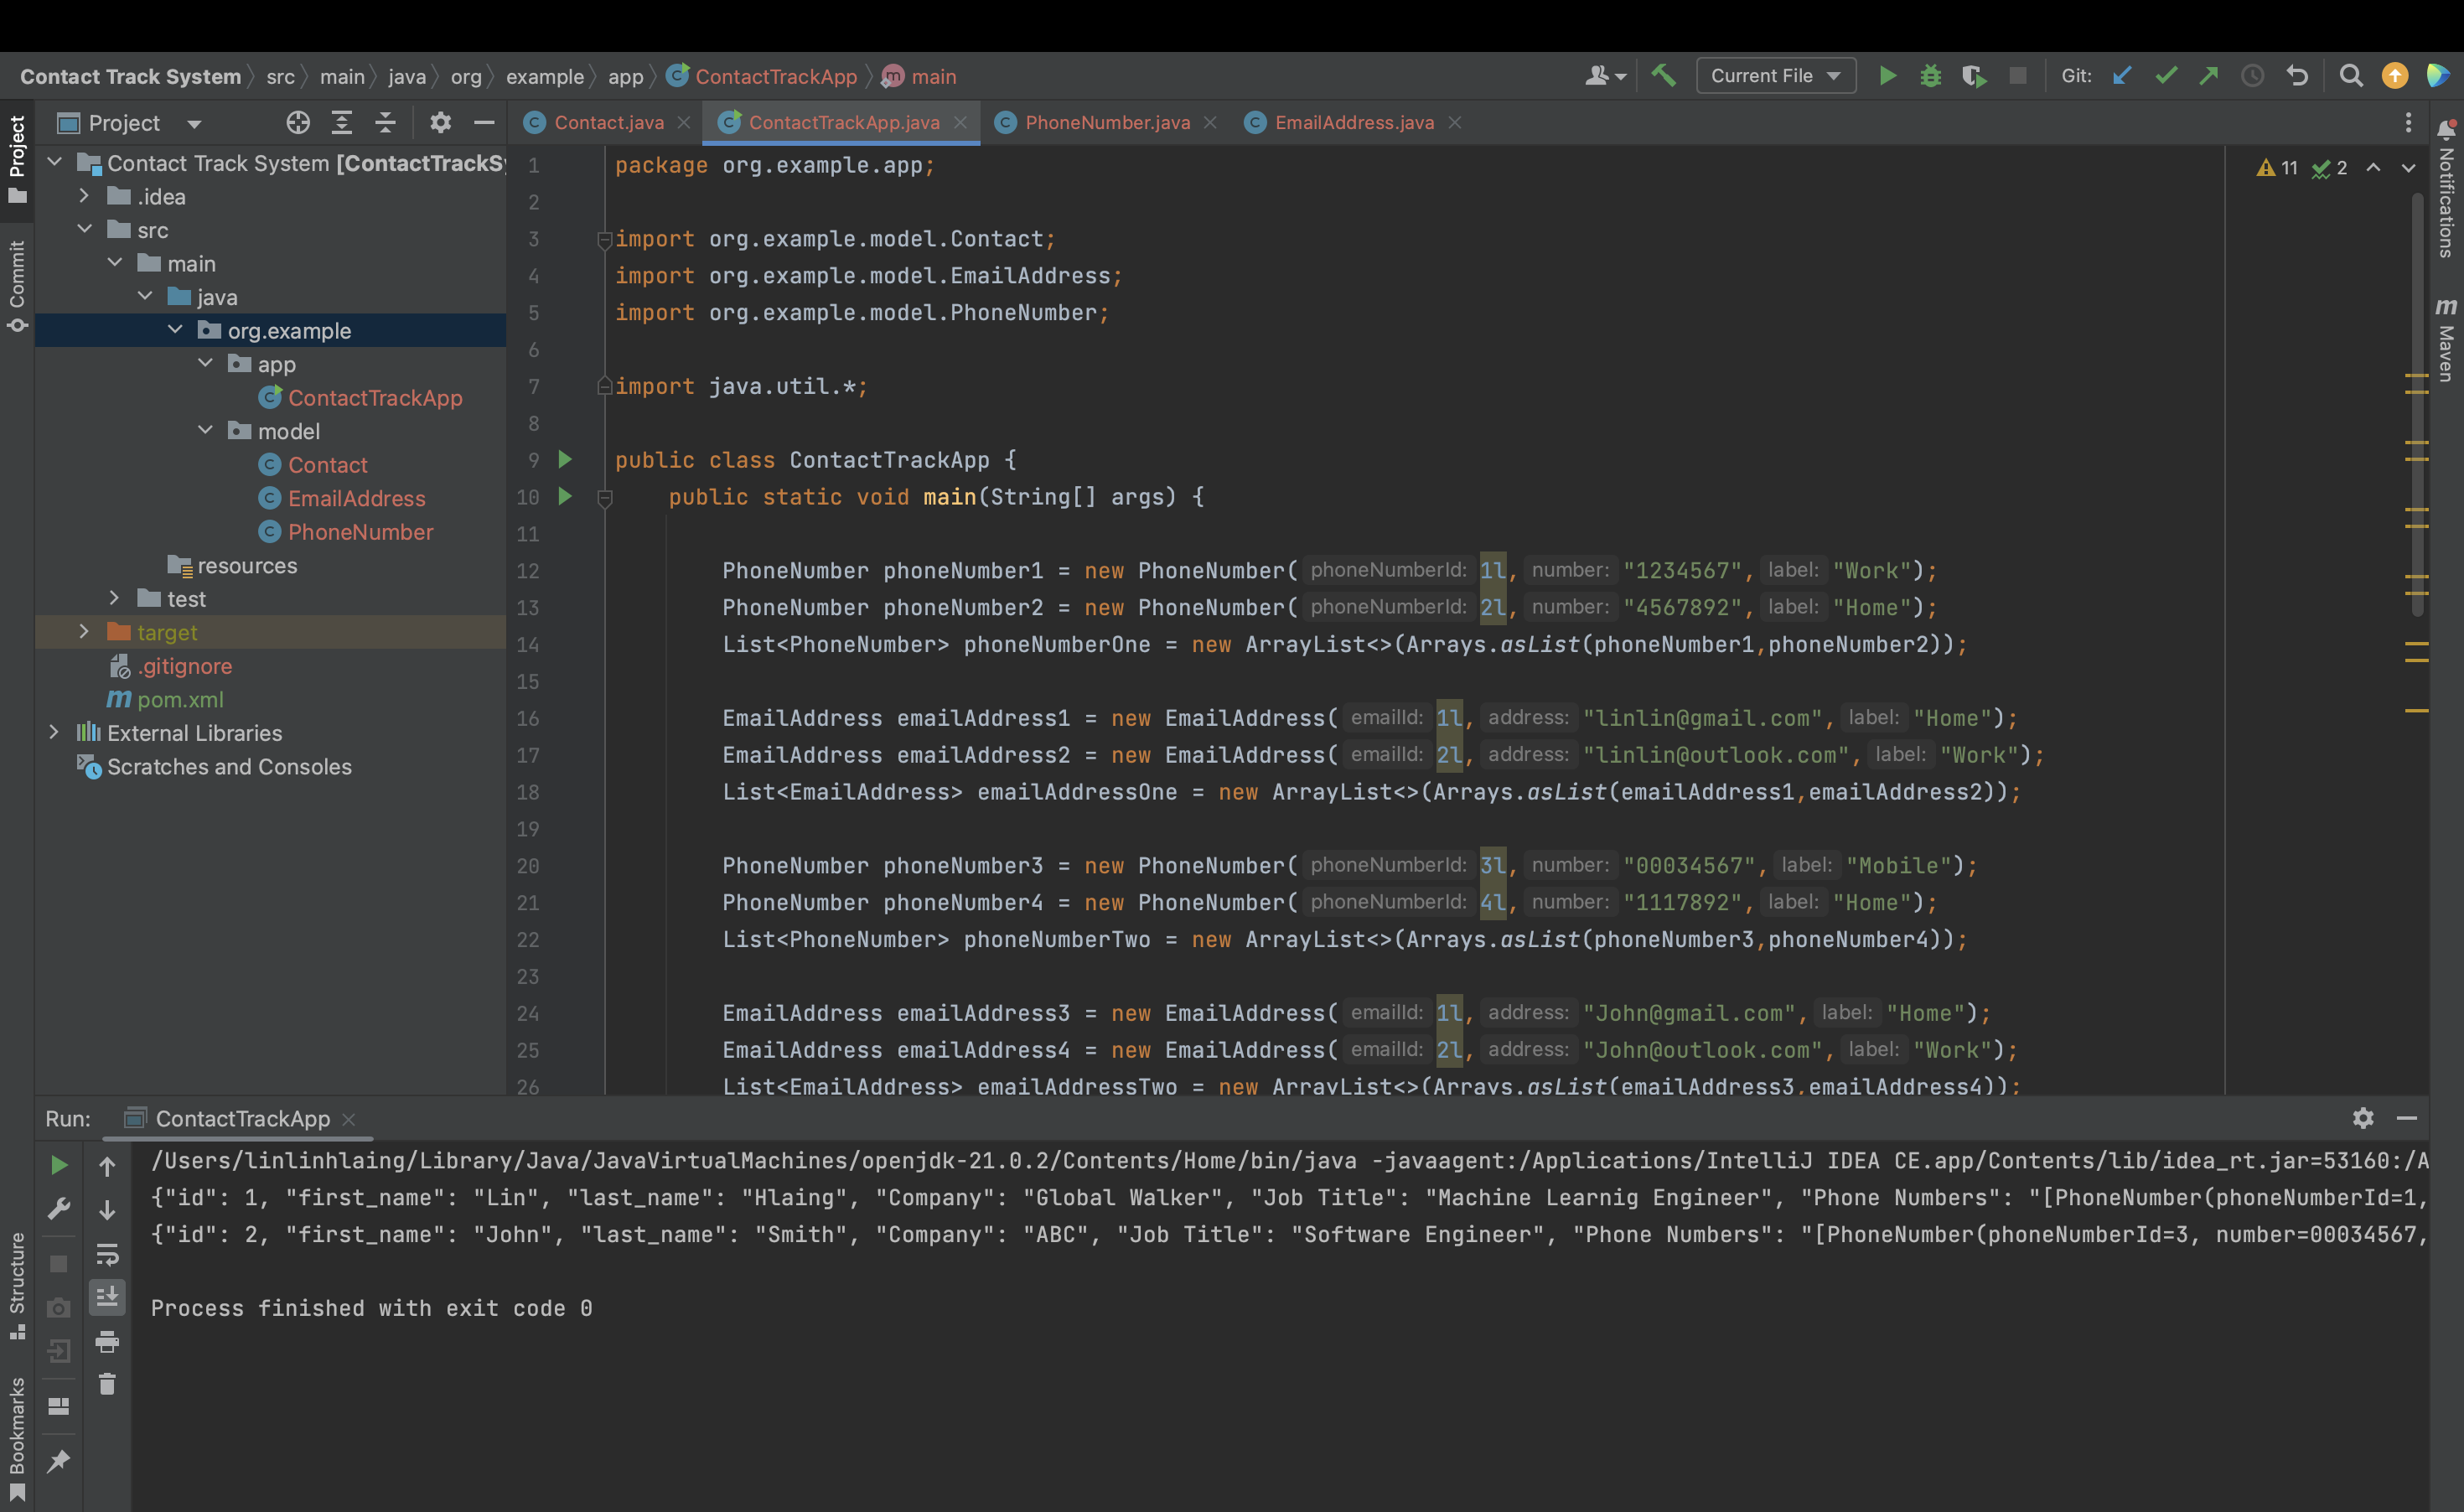 Contact Track System src main java org example app ContactTrackApp main Current File Git:
Project
Contact.java ContactTrackApp.java PhoneNumber.java EmailAddress.java
Project
Commit
Structure
Bookmarks
Notifications
Maven
Contact Track System [ContactTrackSy
.idea
src
main
java
org.example
app
ContactTrackApp
model
Contact
EmailAddress
PhoneNumber
resources
test
target
.gitignore
pom.xml
External Libraries
Scratches and Consoles
11 2
1 package org.example.app;
2
3 import org.example.model.Contact;
4 import org.example.model.EmailAddress;
5 import org.example.model.PhoneNumber;
6
7 import java.util.*;
8
9 public class ContactTrackApp {
10 public static void main(String[] args) {
11
12 PhoneNumber phoneNumber1 = new PhoneNumber( phoneNumberId: 1l, number: "1234567", label: "Work");
13 PhoneNumber phoneNumber2 = new PhoneNumber( phoneNumberId: 2l, number: "4567892", label: "Home");
14 List<PhoneNumber> phoneNumberOne = new ArrayList<>(Arrays.asList(phoneNumber1,phoneNumber2));
15
16 EmailAddress emailAddress1 = new EmailAddress( emailId: 1l, address: "linlin@gmail.com", label: "Home");
17 EmailAddress emailAddress2 = new EmailAddress( emailId: 2l, address: "linlin@outlook.com", label: "Work");
18 List<EmailAddress> emailAddressOne = new ArrayList<>(Arrays.asList(emailAddress1,emailAddress2));
19
20 PhoneNumber phoneNumber3 = new PhoneNumber( phoneNumberId: 3l, number: "00034567", label: "Mobile");
21 PhoneNumber phoneNumber4 = new PhoneNumber( phoneNumberId: 4l, number: "1117892", label: "Home");
22 List<PhoneNumber> phoneNumberTwo = new ArrayList<>(Arrays.asList(phoneNumber3,phoneNumber4));
23
24 EmailAddress emailAddress3 = new EmailAddress( emailId: 1l, address: "John@gmail.com", label: "Home");
25 EmailAddress emailAddress4 = new EmailAddress( emailId: 2l, address: "John@outlook.com", label: "Work");
26 List<EmailAddress> emailAddressTwo = new ArrayList<>(Arrays.asList(emailAddress3,emailAddress4));
Run: ContactTrackApp
/Users/linlinhlaing/Library/Java/JavaVirtualMachines/openjdk-21.0.2/Contents/Home/bin/java -javaagent:/Applications/IntelliJ IDEA CE.app/Contents/lib/idea_rt.jar=53160:/A
{"id": 1, "first_name": "Lin", "last_name": "Hlaing", "Company": "Global Walker", "Job Title": "Machine Learnig Engineer", "Phone Numbers": "[PhoneNumber(phoneNumberId=1,
{"id": 2, "first_name": "John", "last_name": "Smith", "Company": "ABC", "Job Title": "Software Engineer", "Phone Numbers": "[PhoneNumber(phoneNumberId=3, number=00034567,
Process finished with exit code 0